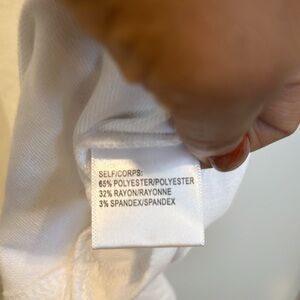 SELF/CORPS:
65% POLYESTER/POLYESTER
32% RAYON/RAYONNE
3% SPANDEX/SPANDEX